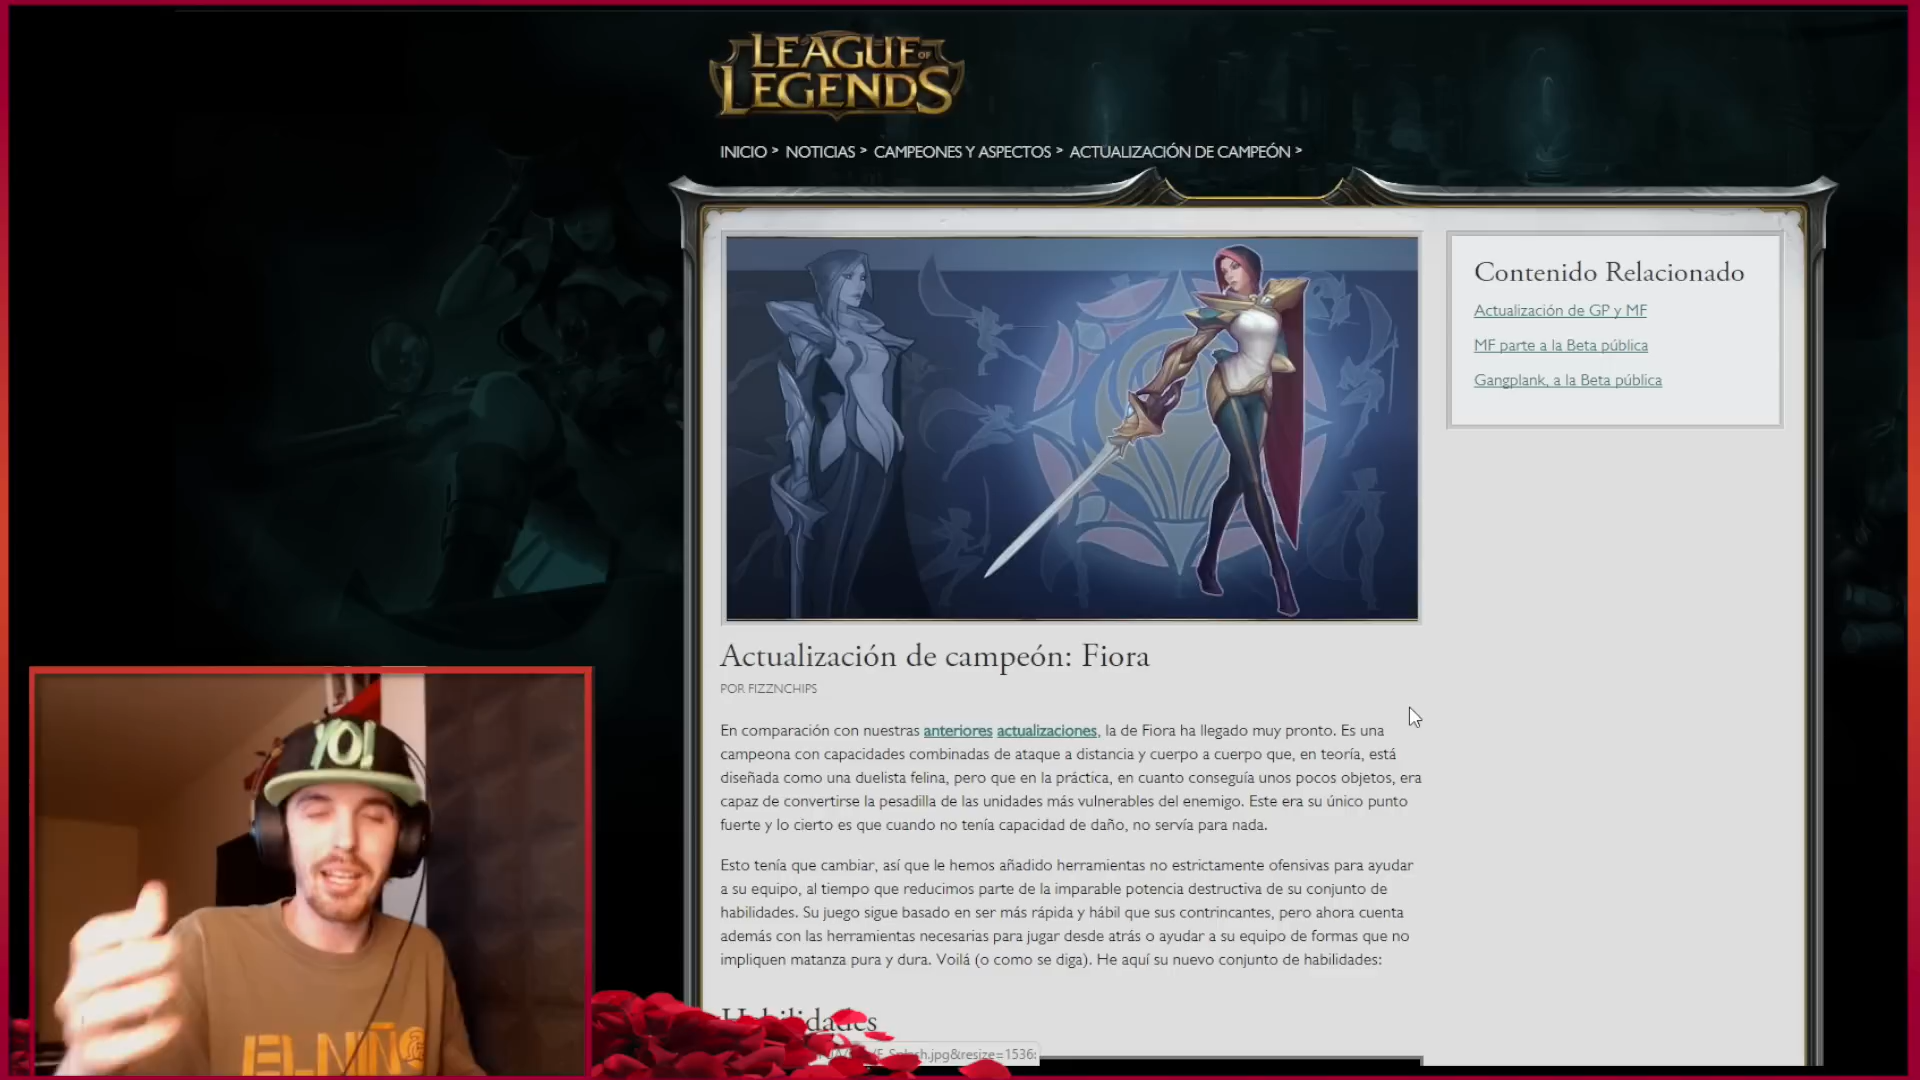 LEAGUE OF
LEGENDS
INICIO > NOTICIAS > CAMPEONES Y ASPECTOS > ACTUALIZACIÓN DE CAMPEÓN >
Contenido Relacionado
Actualización de GP y MF
MF parte a la Beta pública
Gangplank, a la Beta pública
Actualización de campeón: Fiora
POR FIZZNCHIPS
En comparación con nuestras anteriores actualizaciones, la de Fiora ha llegado muy pronto. Es una
campeona con capacidades combinadas de ataque a distancia y cuerpo a cuerpo que, en teoría, está
diseñada como una duelista felina, pero que en la práctica, en cuanto conseguía unos pocos objetos, era
capaz de convertirse la pesadilla de las unidades más vulnerables del enemigo. Este era su único punto
fuerte y lo cierto es que cuando no tenía capacidad de daño, no servía para nada.
Esto tenía que cambiar, así que le hemos añadido herramientas no estrictamente ofensivas para ayudar
a su equipo, al tiempo que reducimos parte de la imparable potencia destructiva de su conjunto de
habilidades. Su juego sigue basado en ser más rápida y hábil que sus contrincantes, pero ahora cuenta
además con las herramientas necesarias para jugar desde atrás o ayudar a su equipo de formas que no
impliquen matanza pura y dura. Voilá (o como se diga). He aquí su nuevo conjunto de habilidades:
Habilidades
Splash.jpg&resize=1536:
YO!
EL NIÑO